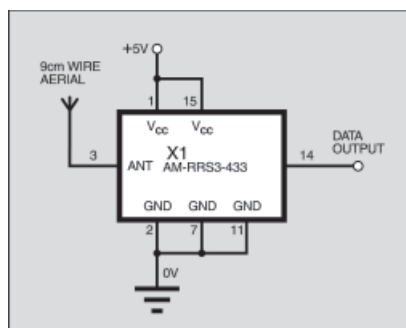 +5V
9cm WIRE
AERIAL
1 15
Vcc Vcc
DATA
OUTPUT
3 X1 14
ANT AM-RRS3-433
GND GND GND
2 7 11
0V